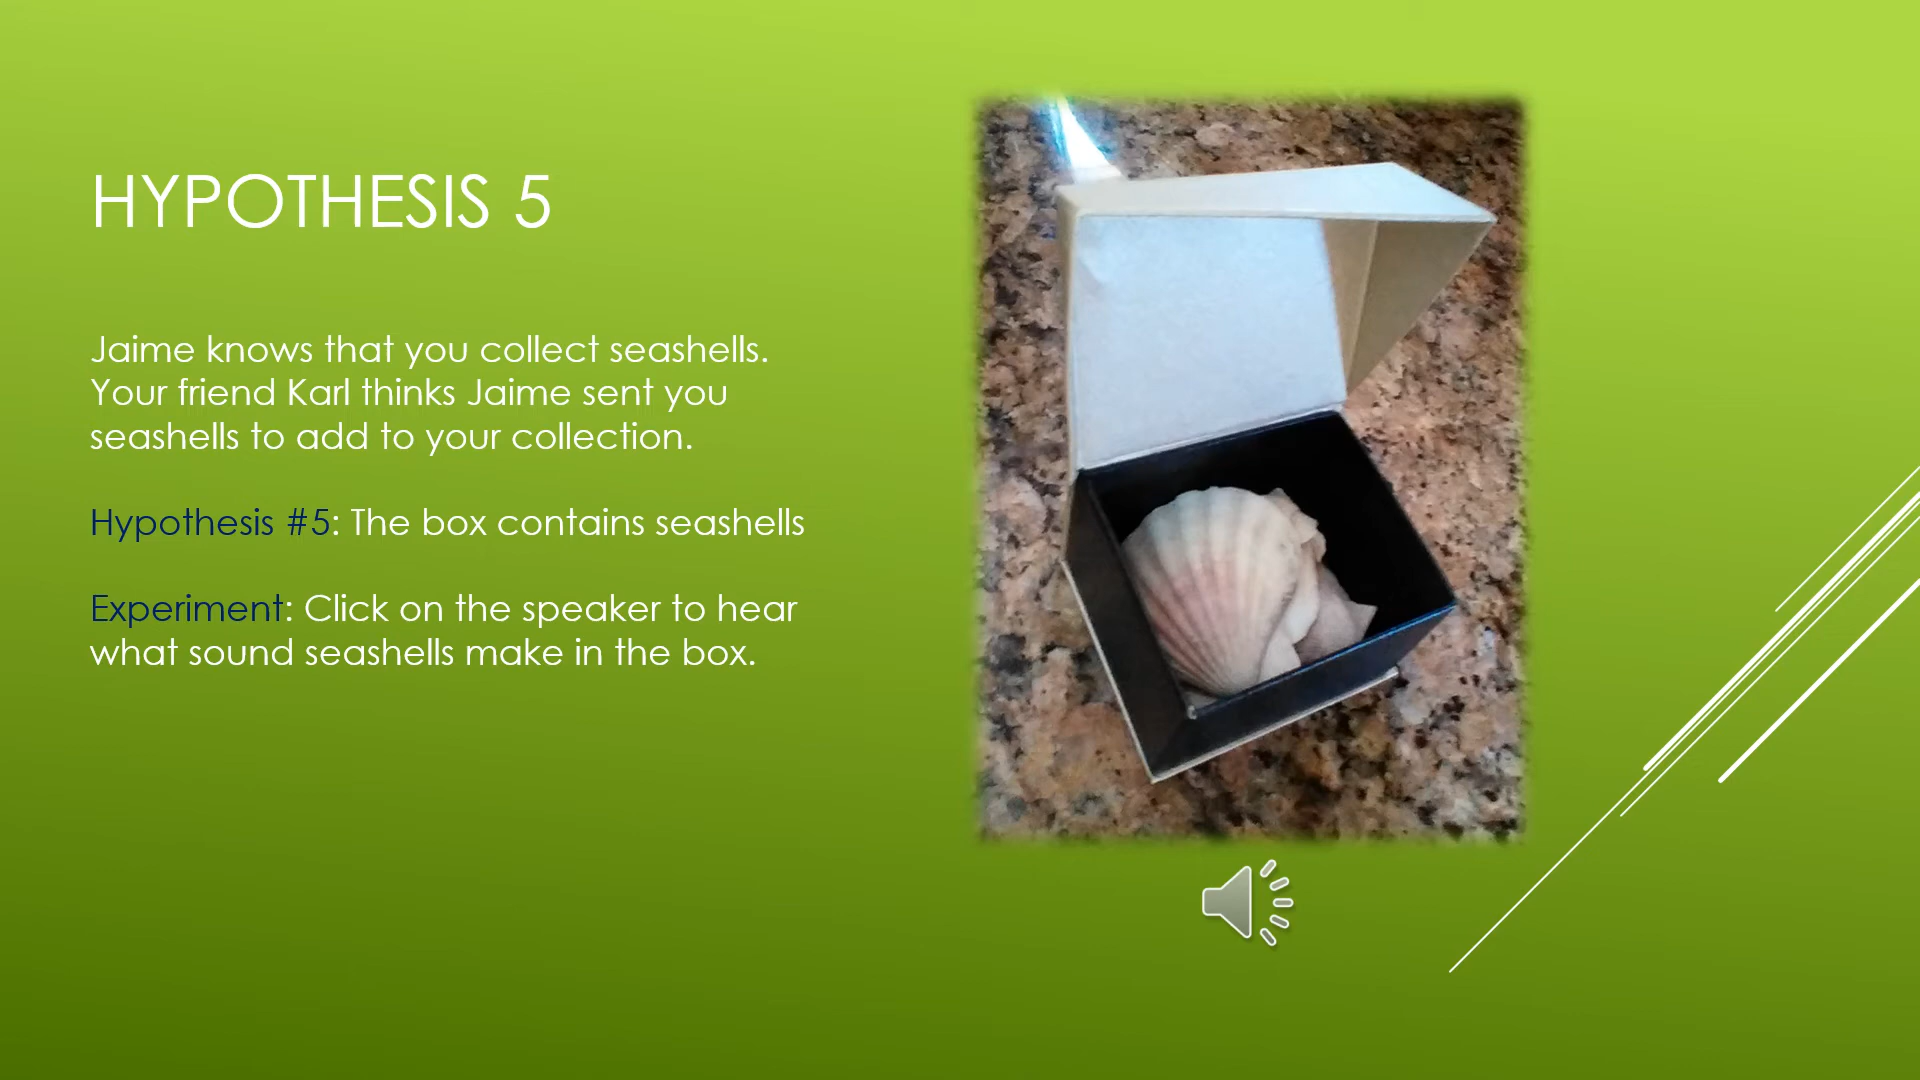 HYPOTHESIS 5
Jaime knows that you collect seashells.
Your friend Karl thinks Jaime sent you
seashells to add to your collection.
Hypothesis #5: The box contains seashells
Experiment: Click on the speaker to hear
what sound seashells make in the box.